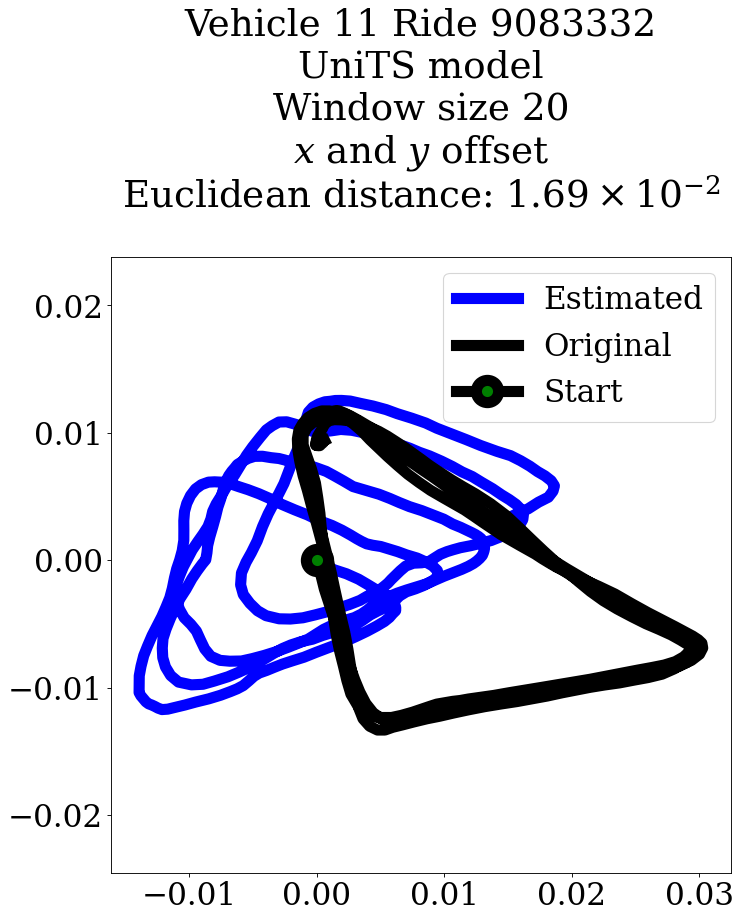 Vehicle 11 Ride 9083332
UniTS model
Window size 20
x and y offset
Euclidean distance: 1.69 × 10⁻²
Estimated
Original
Start
0.02
0.01
0.00
−0.01
−0.02
−0.01 0.00 0.01 0.02 0.03